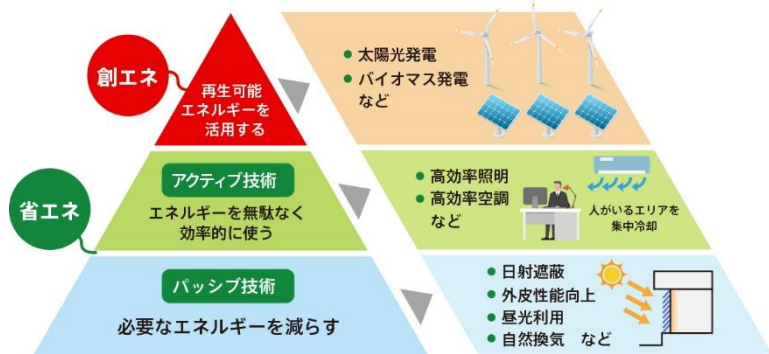 創エネ
再生可能
エネルギーを
活用する
太陽光発電
バイオマス発電
など
省エネ
アクティブ技術
エネルギーを無駄なく
効率的に使う
高効率照明
高効率空調
など
人がいるエリアを
集中冷却
パッシブ技術
必要なエネルギーを減らす
日射遮蔽
外皮性能向上
昼光利用
自然換気 など